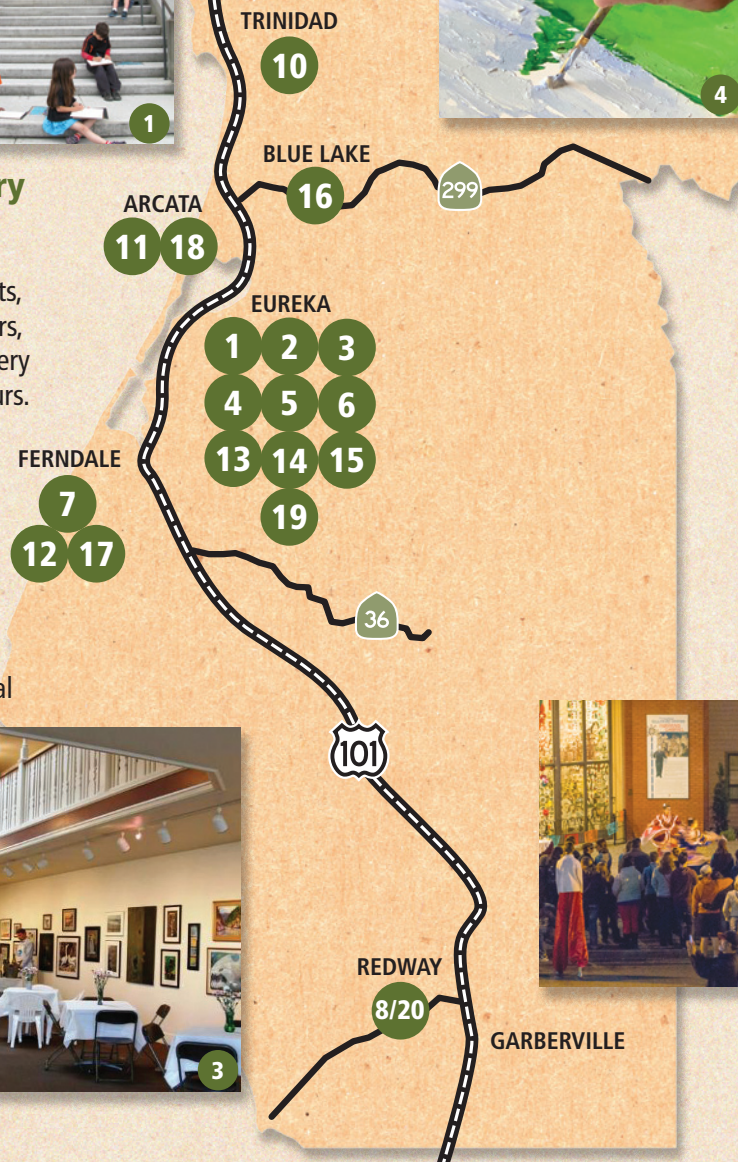 TRINIDAD
10
4
1
BLUE LAKE
16
299
ry
ARCATA
11 18
ts,
rs,
ery
urs.
EUREKA
1 2 3
4 5 6
13 14 15
19
FERNDALE
7
12 17
36
al
101
REDWAY
8/20
GARBERVILLE
3